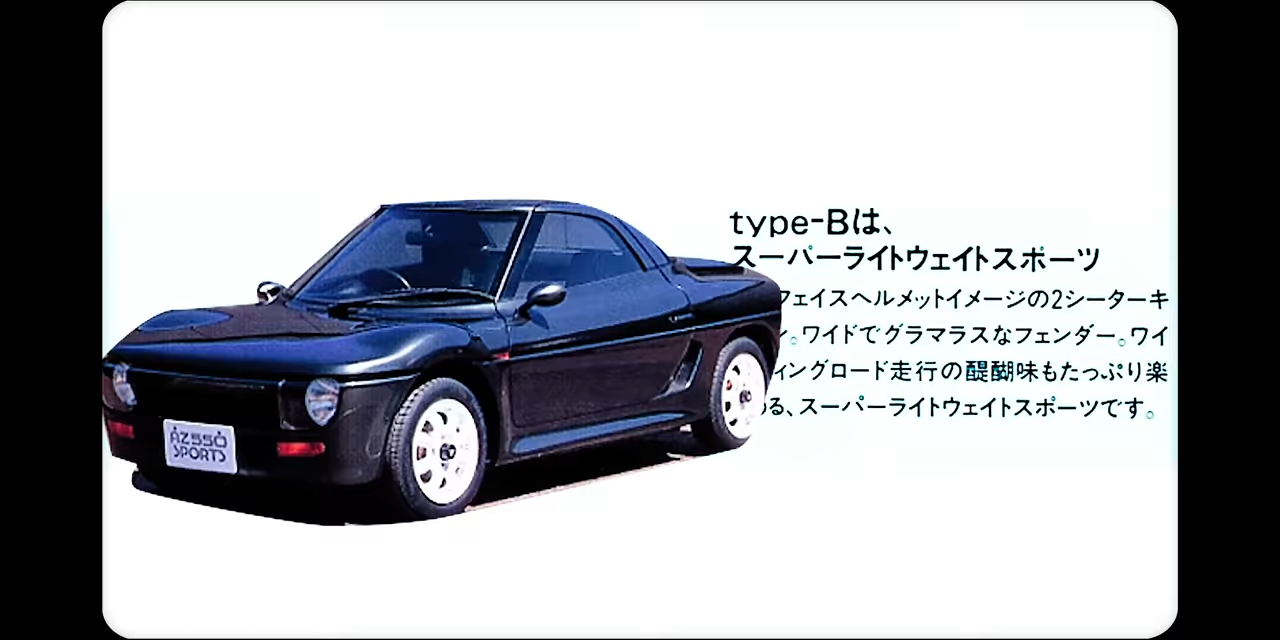 type-Bは、
スーパーライトウェイトスポーツ
フェイスヘルメットイメージの2シーターキ
。ワイドでグラマラスなフェンダー。ワイ
ィングロード走行の醍醐味もたっぷり楽
る、スーパーライトウェイトスポーツです。
AZ550
SPORTS